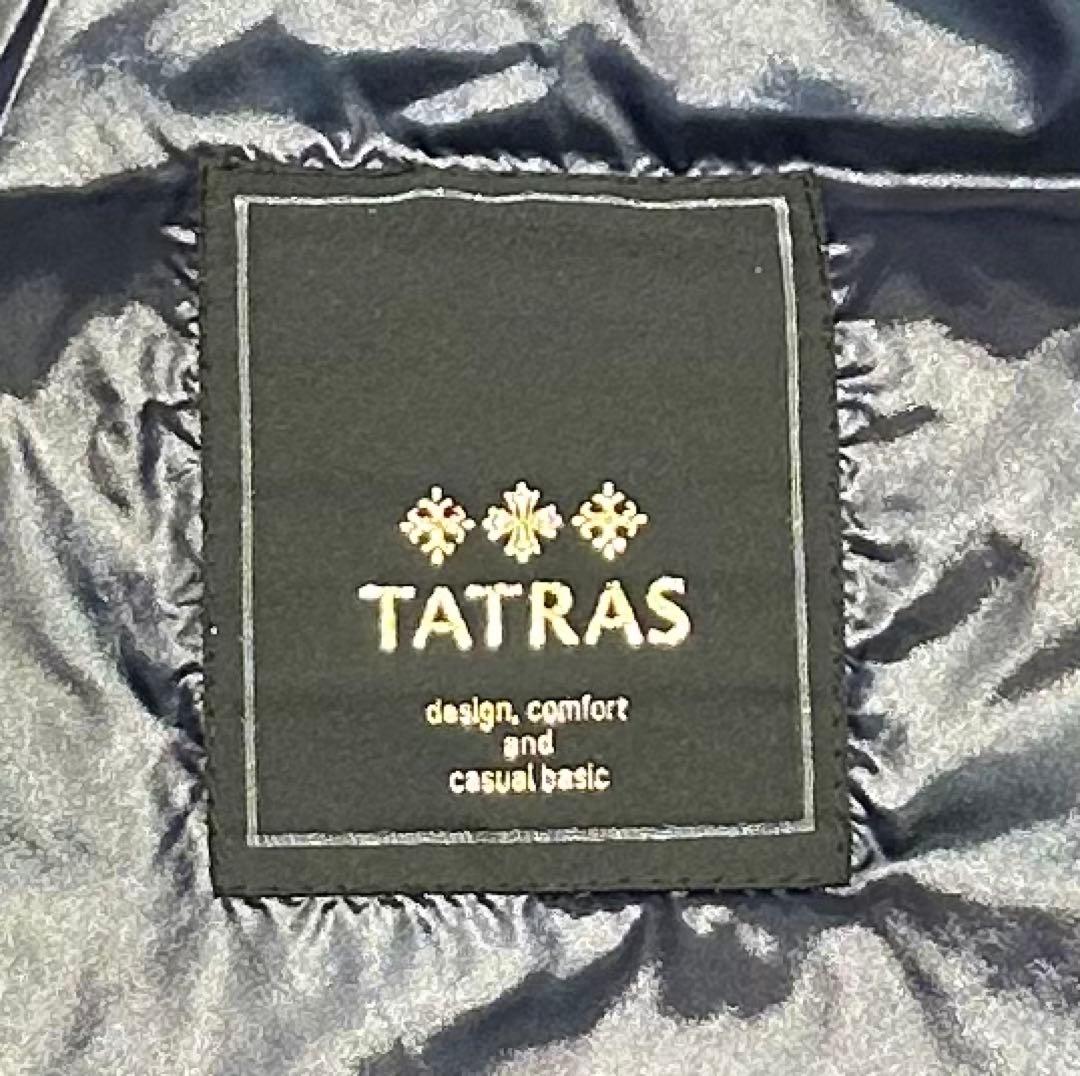 TATRAS
design, comfort
and
casual basic